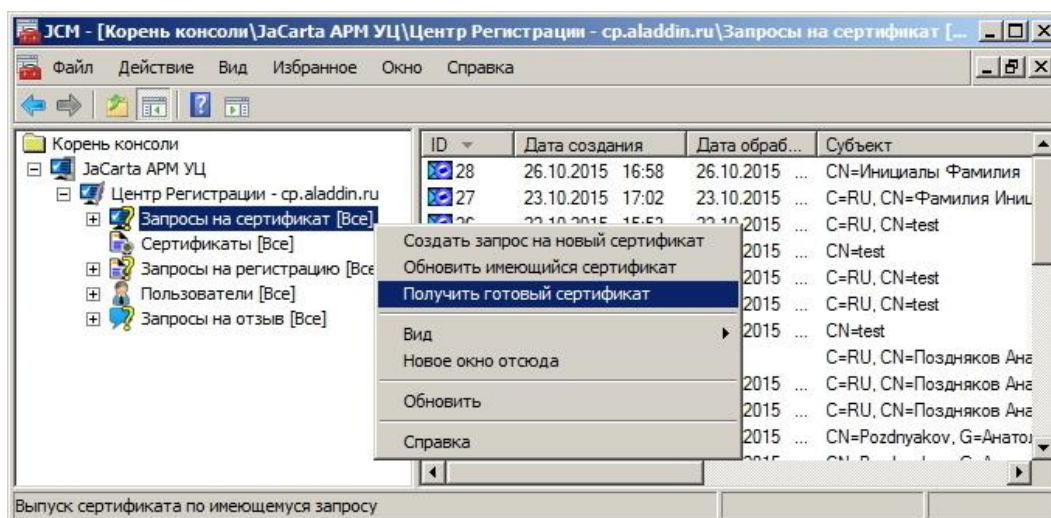 JCM - [Корень консоли\JaCarta АРМ УЦ\Центр Регистрации - cp.aladdin.ru\Запросы на сертификат [...
Файл Действие Вид Избранное Окно Справка
Корень консоли
JaCarta АРМ УЦ
Центр Регистрации - cp.aladdin.ru
Запросы на сертификат [Все]
Сертификаты [Все]
Запросы на регистрацию [Все
Пользователи [Все]
Запросы на отзыв [Все]
ID Дата создания Дата обраб... Субъект
28 26.10.2015 16:58 26.10.2015 ... CN=Инициалы Фамилия
27 23.10.2015 17:02 23.10.2015 ... C=RU, CN=Фамилия Иниц
2015 ... C=RU, CN=test
2015 ... CN=test
2015 ... C=RU, CN=test
2015 ... C=RU, CN=test
2015 ... CN=test
C=RU, CN=Поздняков Ана
2015 ... C=RU, CN=Поздняков Ана
2015 ... C=RU, CN=Поздняков Ана
2015 ... CN=Pozdnyakov, G=Анатол
Создать запрос на новый сертификат
Обновить имеющийся сертификат
Получить готовый сертификат
Вид
Новое окно отсюда
Обновить
Справка
Выпуск сертификата по имеющемуся запросу